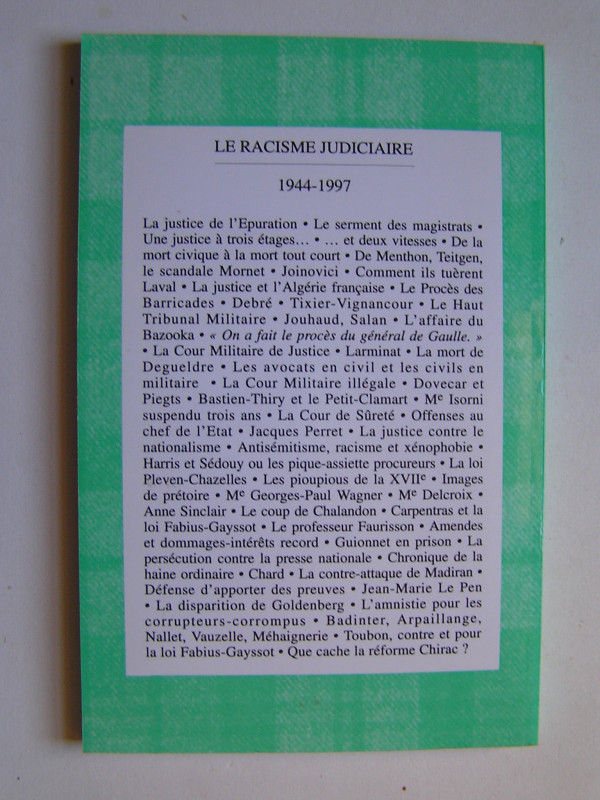 LE RACISME JUDICIAIRE
1944-1997
La justice de l'Epuration • Le serment des magistrats •
Une justice à trois étages... • ... et deux vitesses • De la
mort civique à la mort tout court • De Menthon, Teitgen,
le scandale Mornet • Joinovici • Comment ils tuèrent
Laval • La justice et l'Algérie française • Le Procès des
Barricades • Debré • Tixier-Vignancour • Le Haut
Tribunal Militaire • Jouhaud, Salan • L'affaire du
Bazooka • « On a fait le procès du général de Gaulle. »
• La Cour Militaire de Justice • Larminat • La mort de
Degueldre • Les avocats en civil et les civils en
militaire • La Cour Militaire illégale • Dovecar et
Piegts • Bastien-Thiry et le Petit-Clamart • Me Isorni
suspendu trois ans • La Cour de Sûreté • Offenses au
chef de l'Etat • Jacques Perret • La justice contre le
nationalisme • Antisémitisme, racisme et xénophobie •
Harris et Sédouy ou les pique-assiette procureurs • La loi
Pleven-Chazelles • Les pioupious de la XVIIe • Images
de prétoire • Me Georges-Paul Wagner • Me Delcroix •
Anne Sinclair • Le coup de Chalandon • Carpentras et la
loi Fabius-Gayssot • Le professeur Faurisson • Amendes
et dommages-intérêts record • Guionnet en prison • La
persécution contre la presse nationale • Chronique de la
haine ordinaire • Chard • La contre-attaque de Madiran •
Défense d'apporter des preuves • Jean-Marie Le Pen
• La disparition de Goldenberg • L'amnistie pour les
corrupteurs-corrompus • Badinter, Arpaillange,
Nallet, Vauzelle, Méhaignerie • Toubon, contre et pour
la loi Fabius-Gayssot • Que cache la réforme Chirac ?